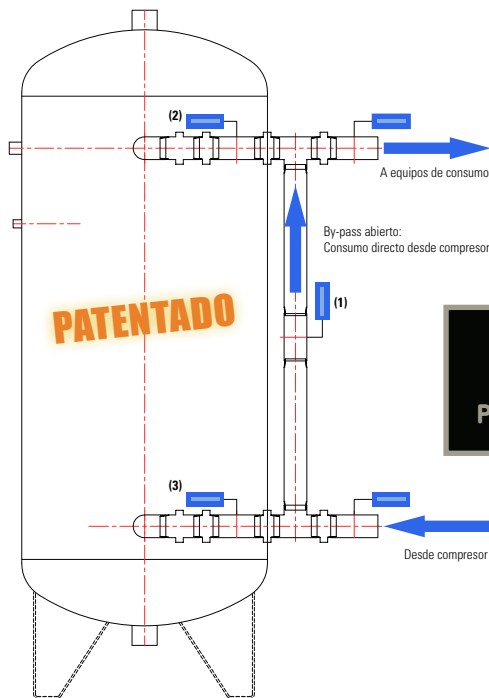 (2)
A equipos de consumo
By-pass abierto:
Consumo directo desde compresor
(1)
PATENTADO
P
(3)
Desde compresor